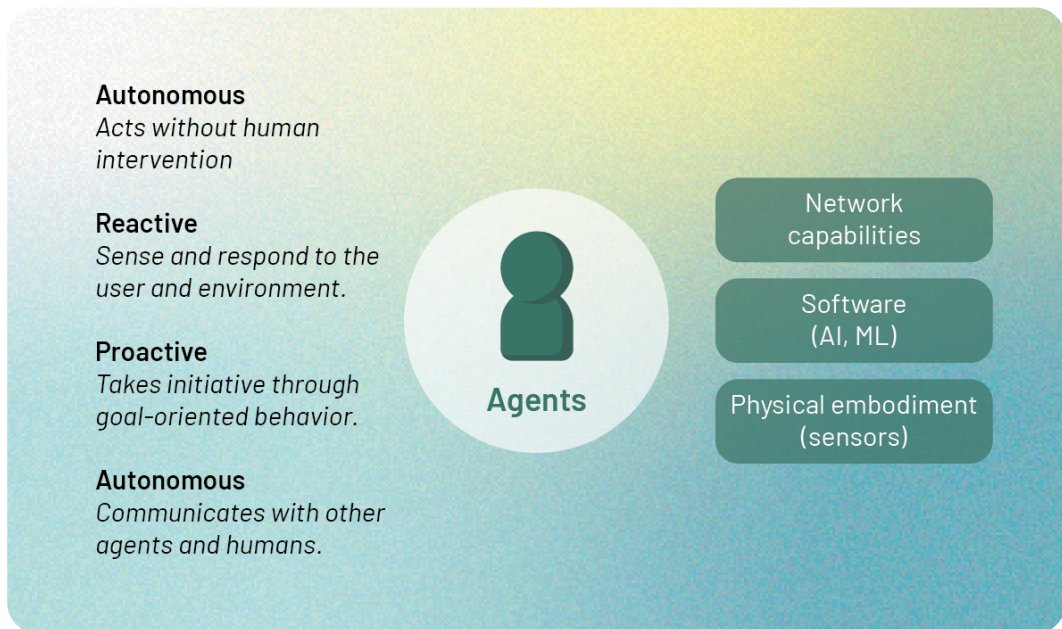 Autonomous
Acts without human
intervention
Reactive
Sense and respond to the
user and environment.
Proactive
Takes initiative through
goal-oriented behavior.
Autonomous
Communicates with other
agents and humans.
Agents
Network
capabilities
Software
(AI, ML)
Physical embodiment
(sensors)